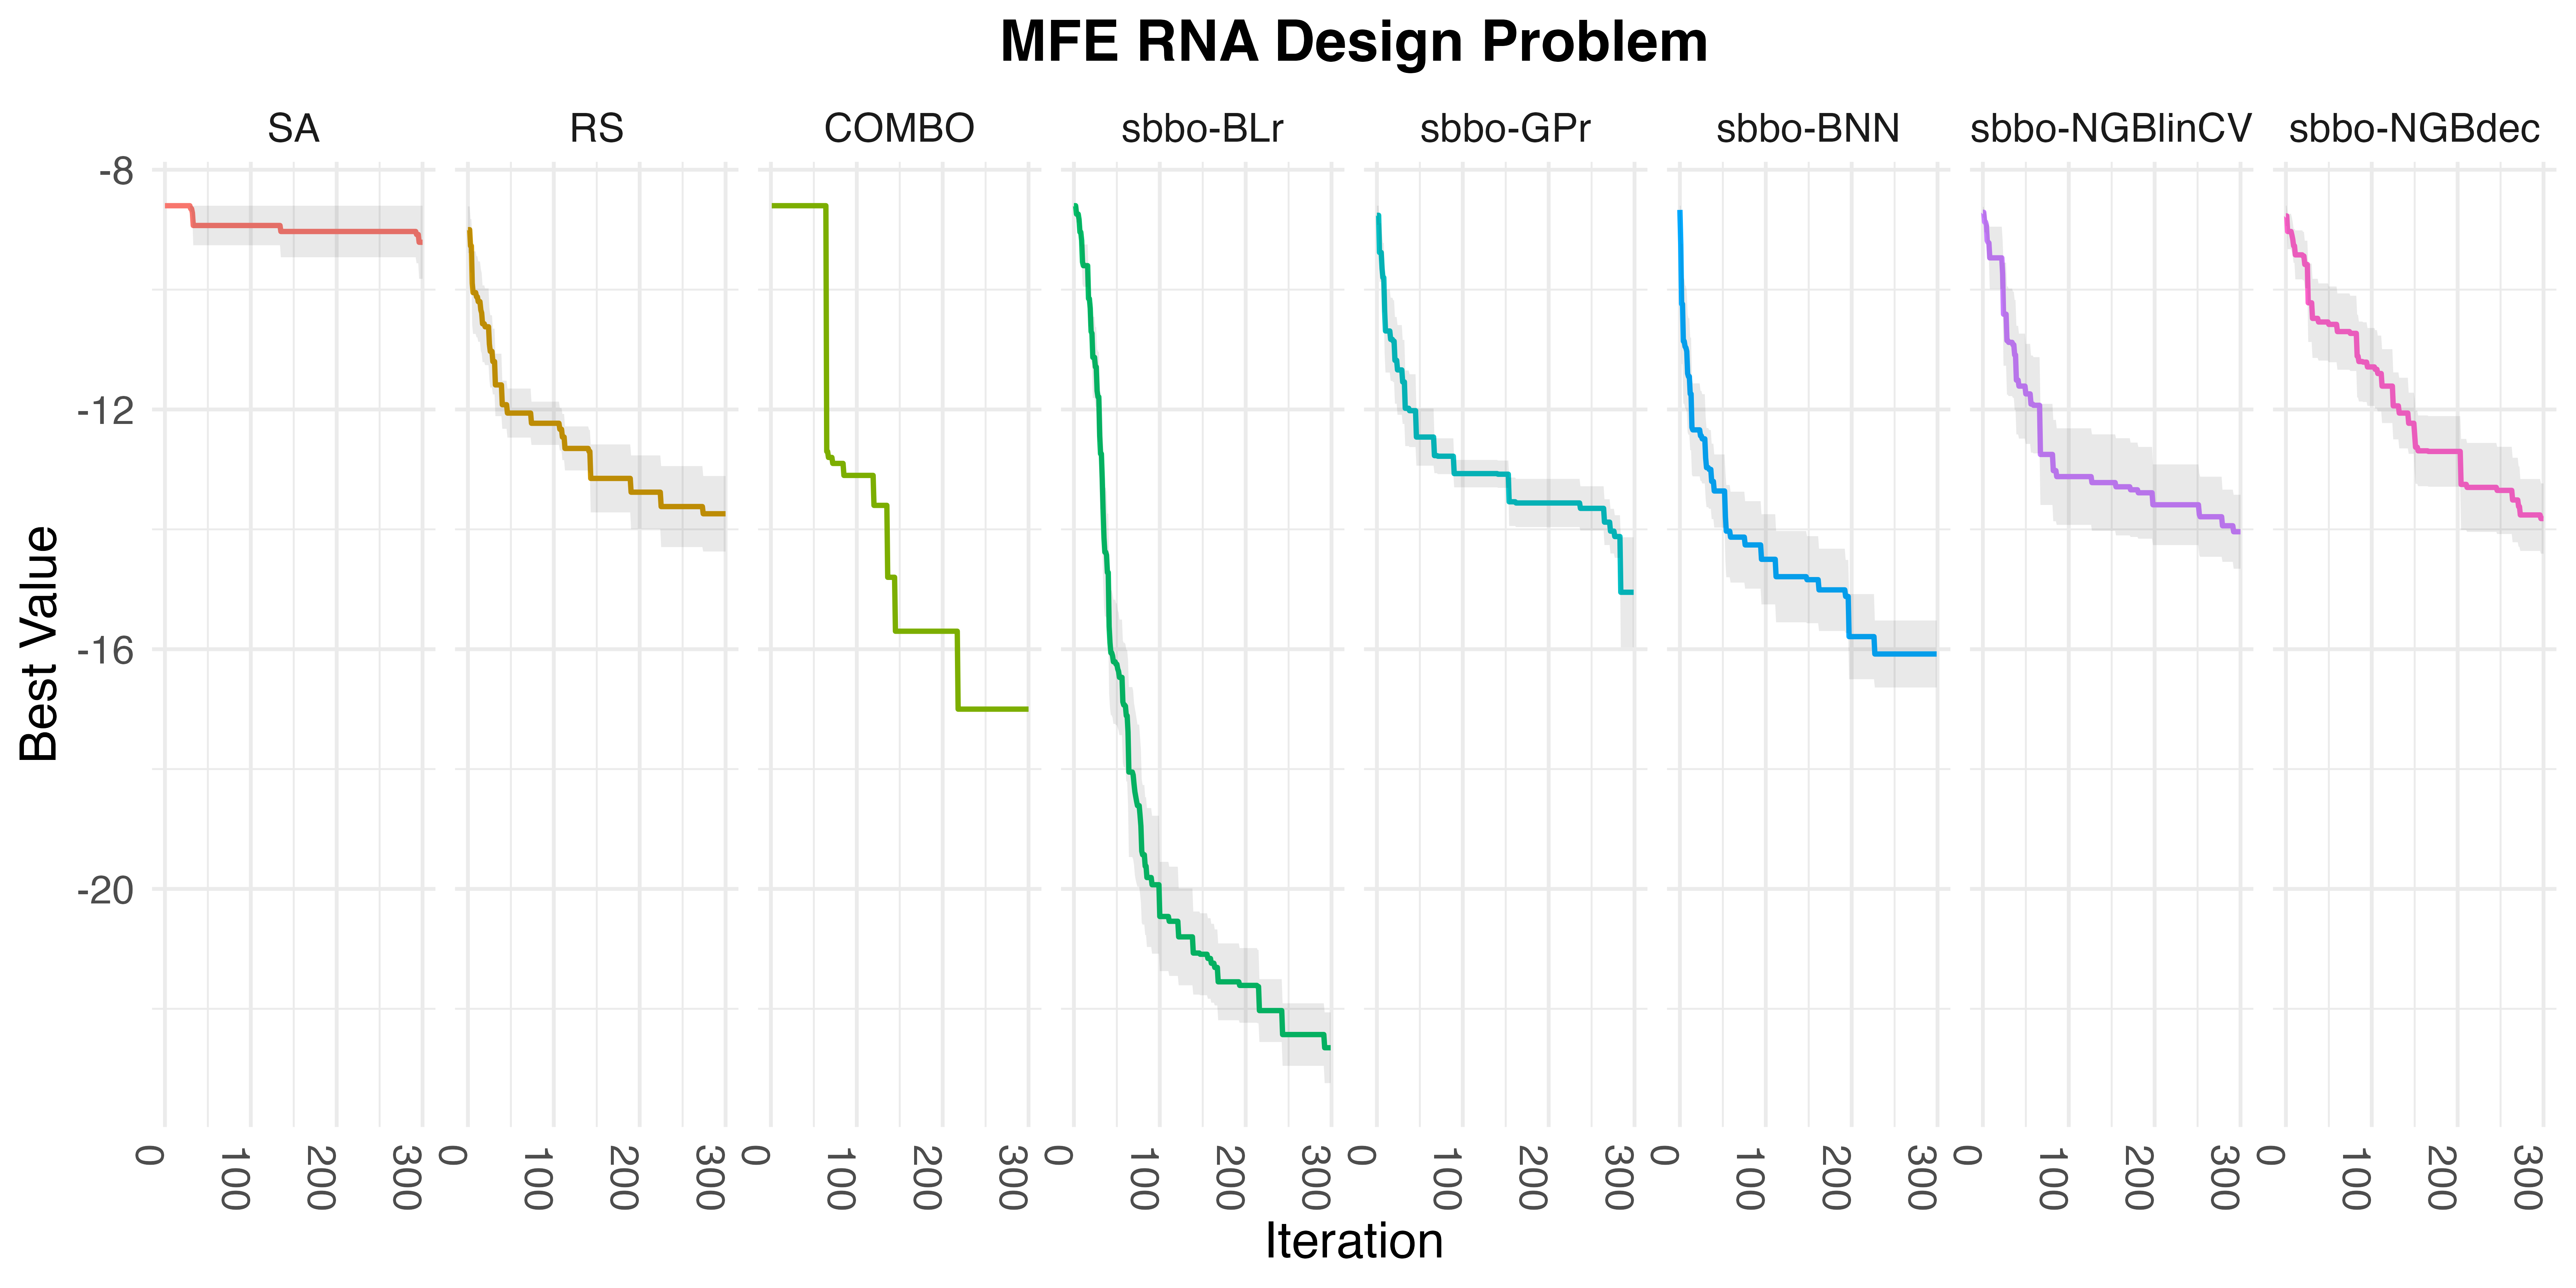 MFE RNA Design Problem
SA RS COMBO sbbo-BLr sbbo-GPr sbbo-BNN sbbo-NGBlinCV sbbo-NGBdec
-8
-12
-16
-20
Best Value
0 100 200 300 0 100 200 300 0 100 200 300 0 100 200 300 0 100 200 300 0 100 200 300 0 100 200 300 0 100 200 300
Iteration